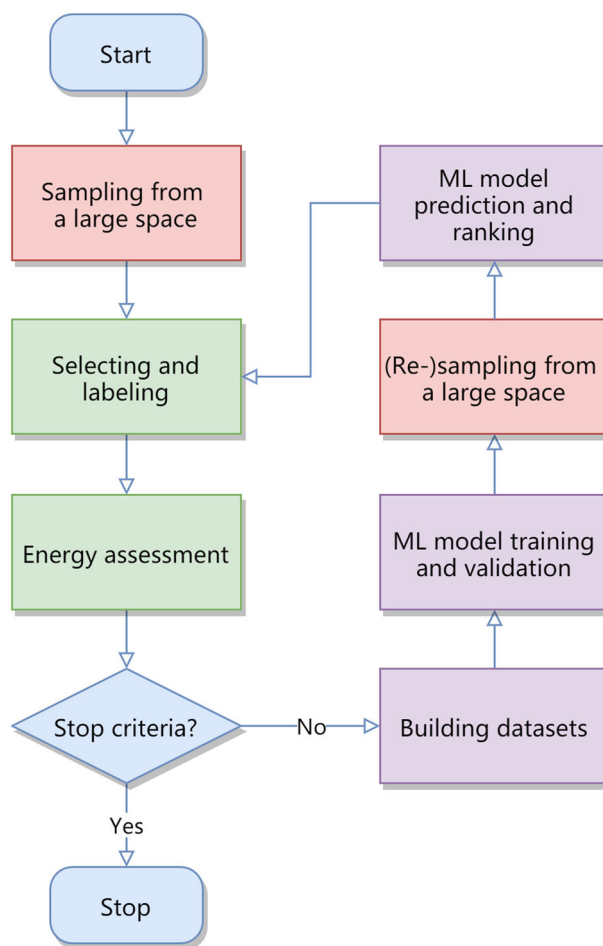 Start
Sampling from
a large space
Selecting and
labeling
Energy assessment
Stop criteria?
No
Yes
Stop
Building datasets
ML model training
and validation
(Re-)sampling from
a large space
ML model
prediction and
ranking